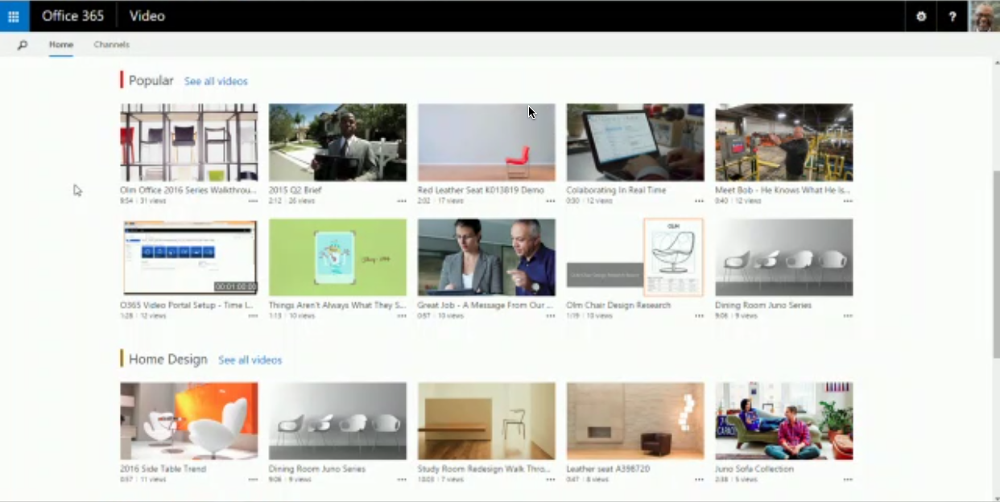 Office 365 Video
?
Home Channels
Popular See all videos
Olm Office 2016 Series Walkthrou...
9:54 | 31 views
2015 Q2 Brief
2:12 | 26 views
Red Leather Seat K013819 Demo
2:02 | 17 views
Colaborating In Real Time
0:30 | 12 views
Meet Bob - He Knows What He Is...
0:40 | 12 views
00:01:00:00
O365 Video Portal Setup - Time l...
1:28 | 12 views
Things Aren't Always What They S...
1:13 | 10 views
Great Job - A Message From Our ...
0:57 | 10 views
OLM
Olm Chair Design Research
1:19 | 10 views
Dining Room Juno Series
9:06 | 9 views
Home Design See all videos
2016 Side Table Trend
0:57 | 11 views
Dining Room Juno Series
9:06 | 9 views
Study Room Redesign Walk Thro...
10:03 | 7 views
Leather seat A398720
0:47 | 8 views
Juno Sofa Collection
2:38 | 5 views